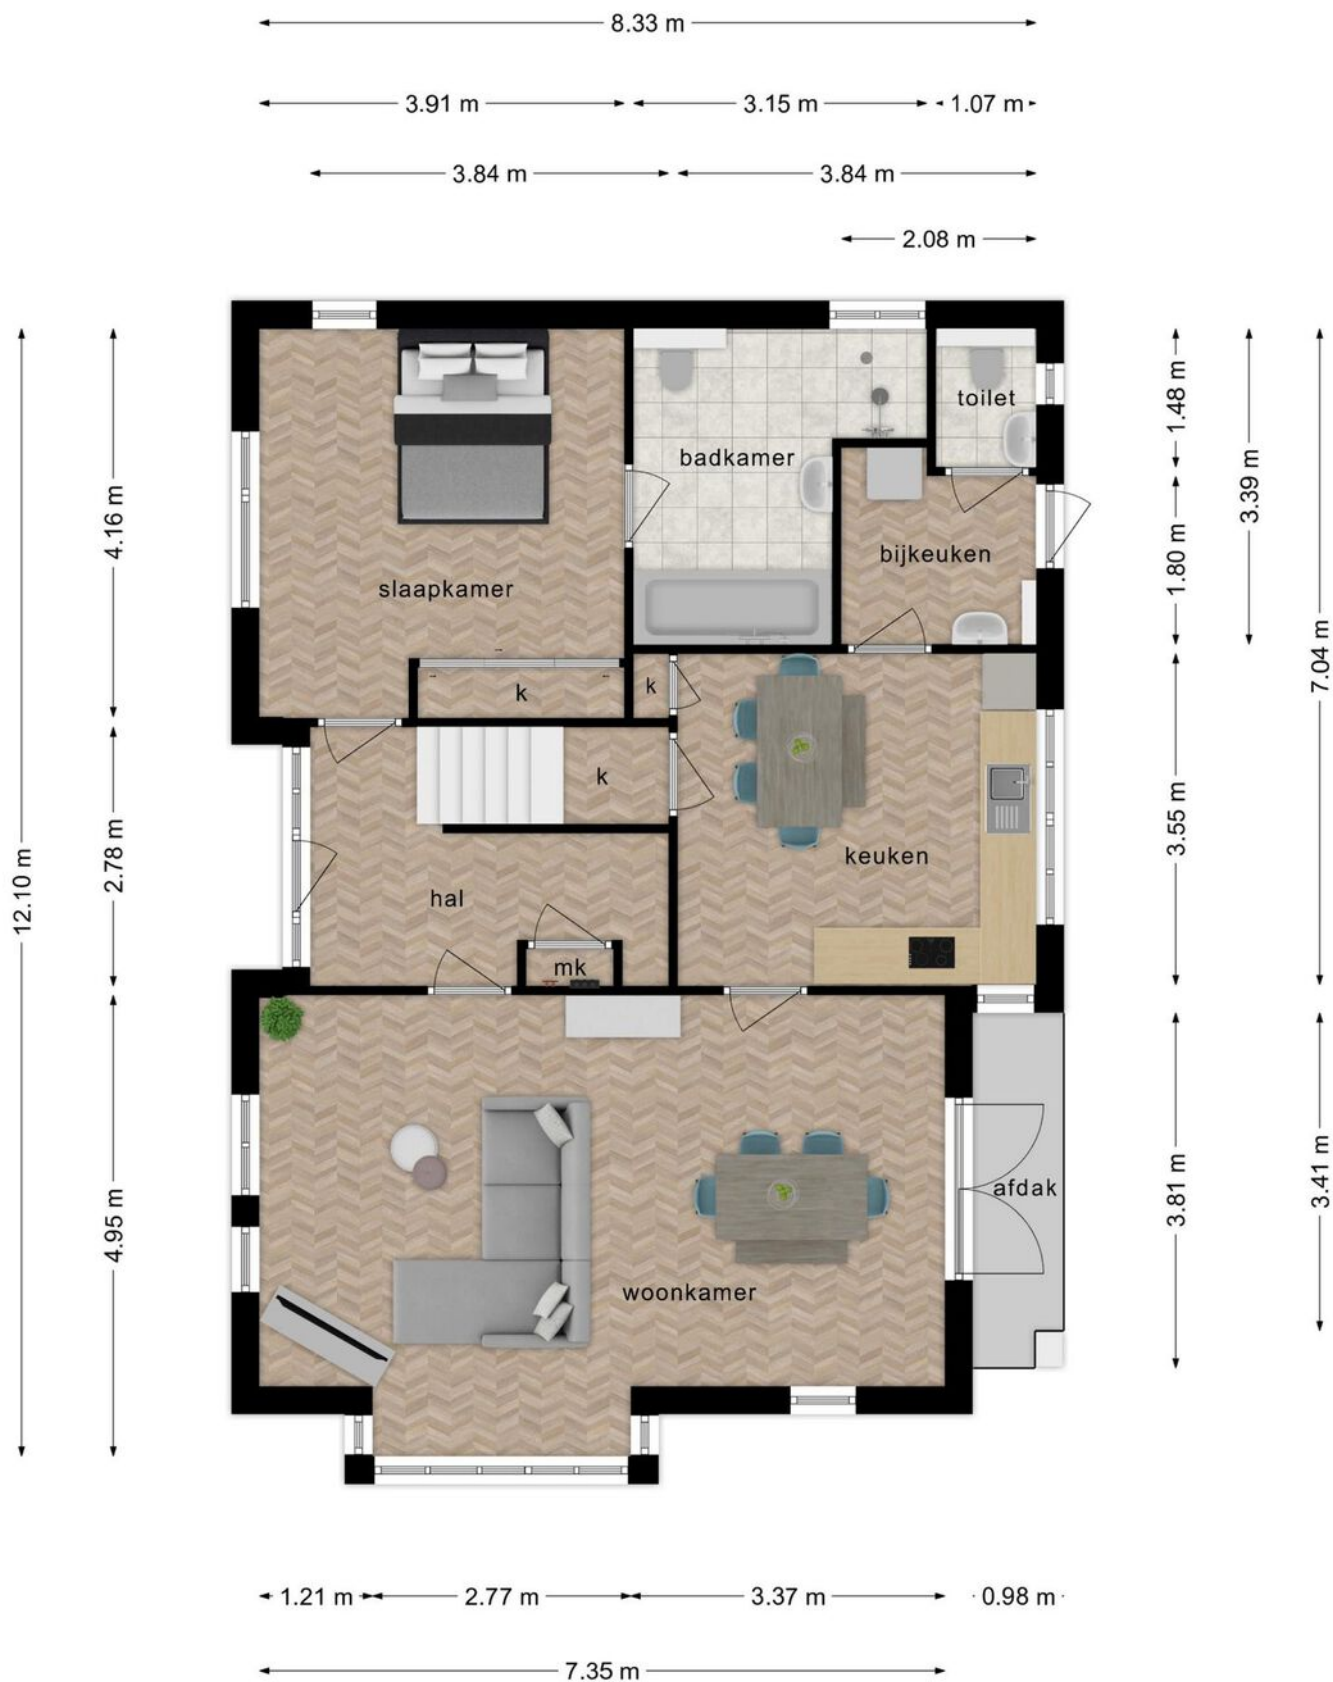 8.33 m
3.91 m
3.15 m
1.07 m
3.84 m
3.84 m
2.08 m
12.10 m
4.16 m
2.78 m
4.95 m
1.48 m
1.80 m
3.55 m
3.81 m
3.39 m
7.04 m
3.41 m
toilet
badkamer
bijkeuken
slaapkamer
k
k
k
keuken
hal
mk
afdak
woonkamer
1.21 m
2.77 m
3.37 m
0.98 m
7.35 m